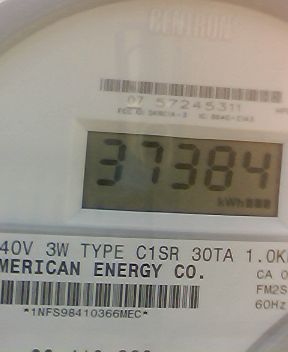 CENTRON
07 57245311
37384
kWh
40V 3W TYPE C1SR 30TA 1.0K
MERICAN ENERGY CO.
CA 0
FM2S
60Hz
*1NFS98410366MEC*